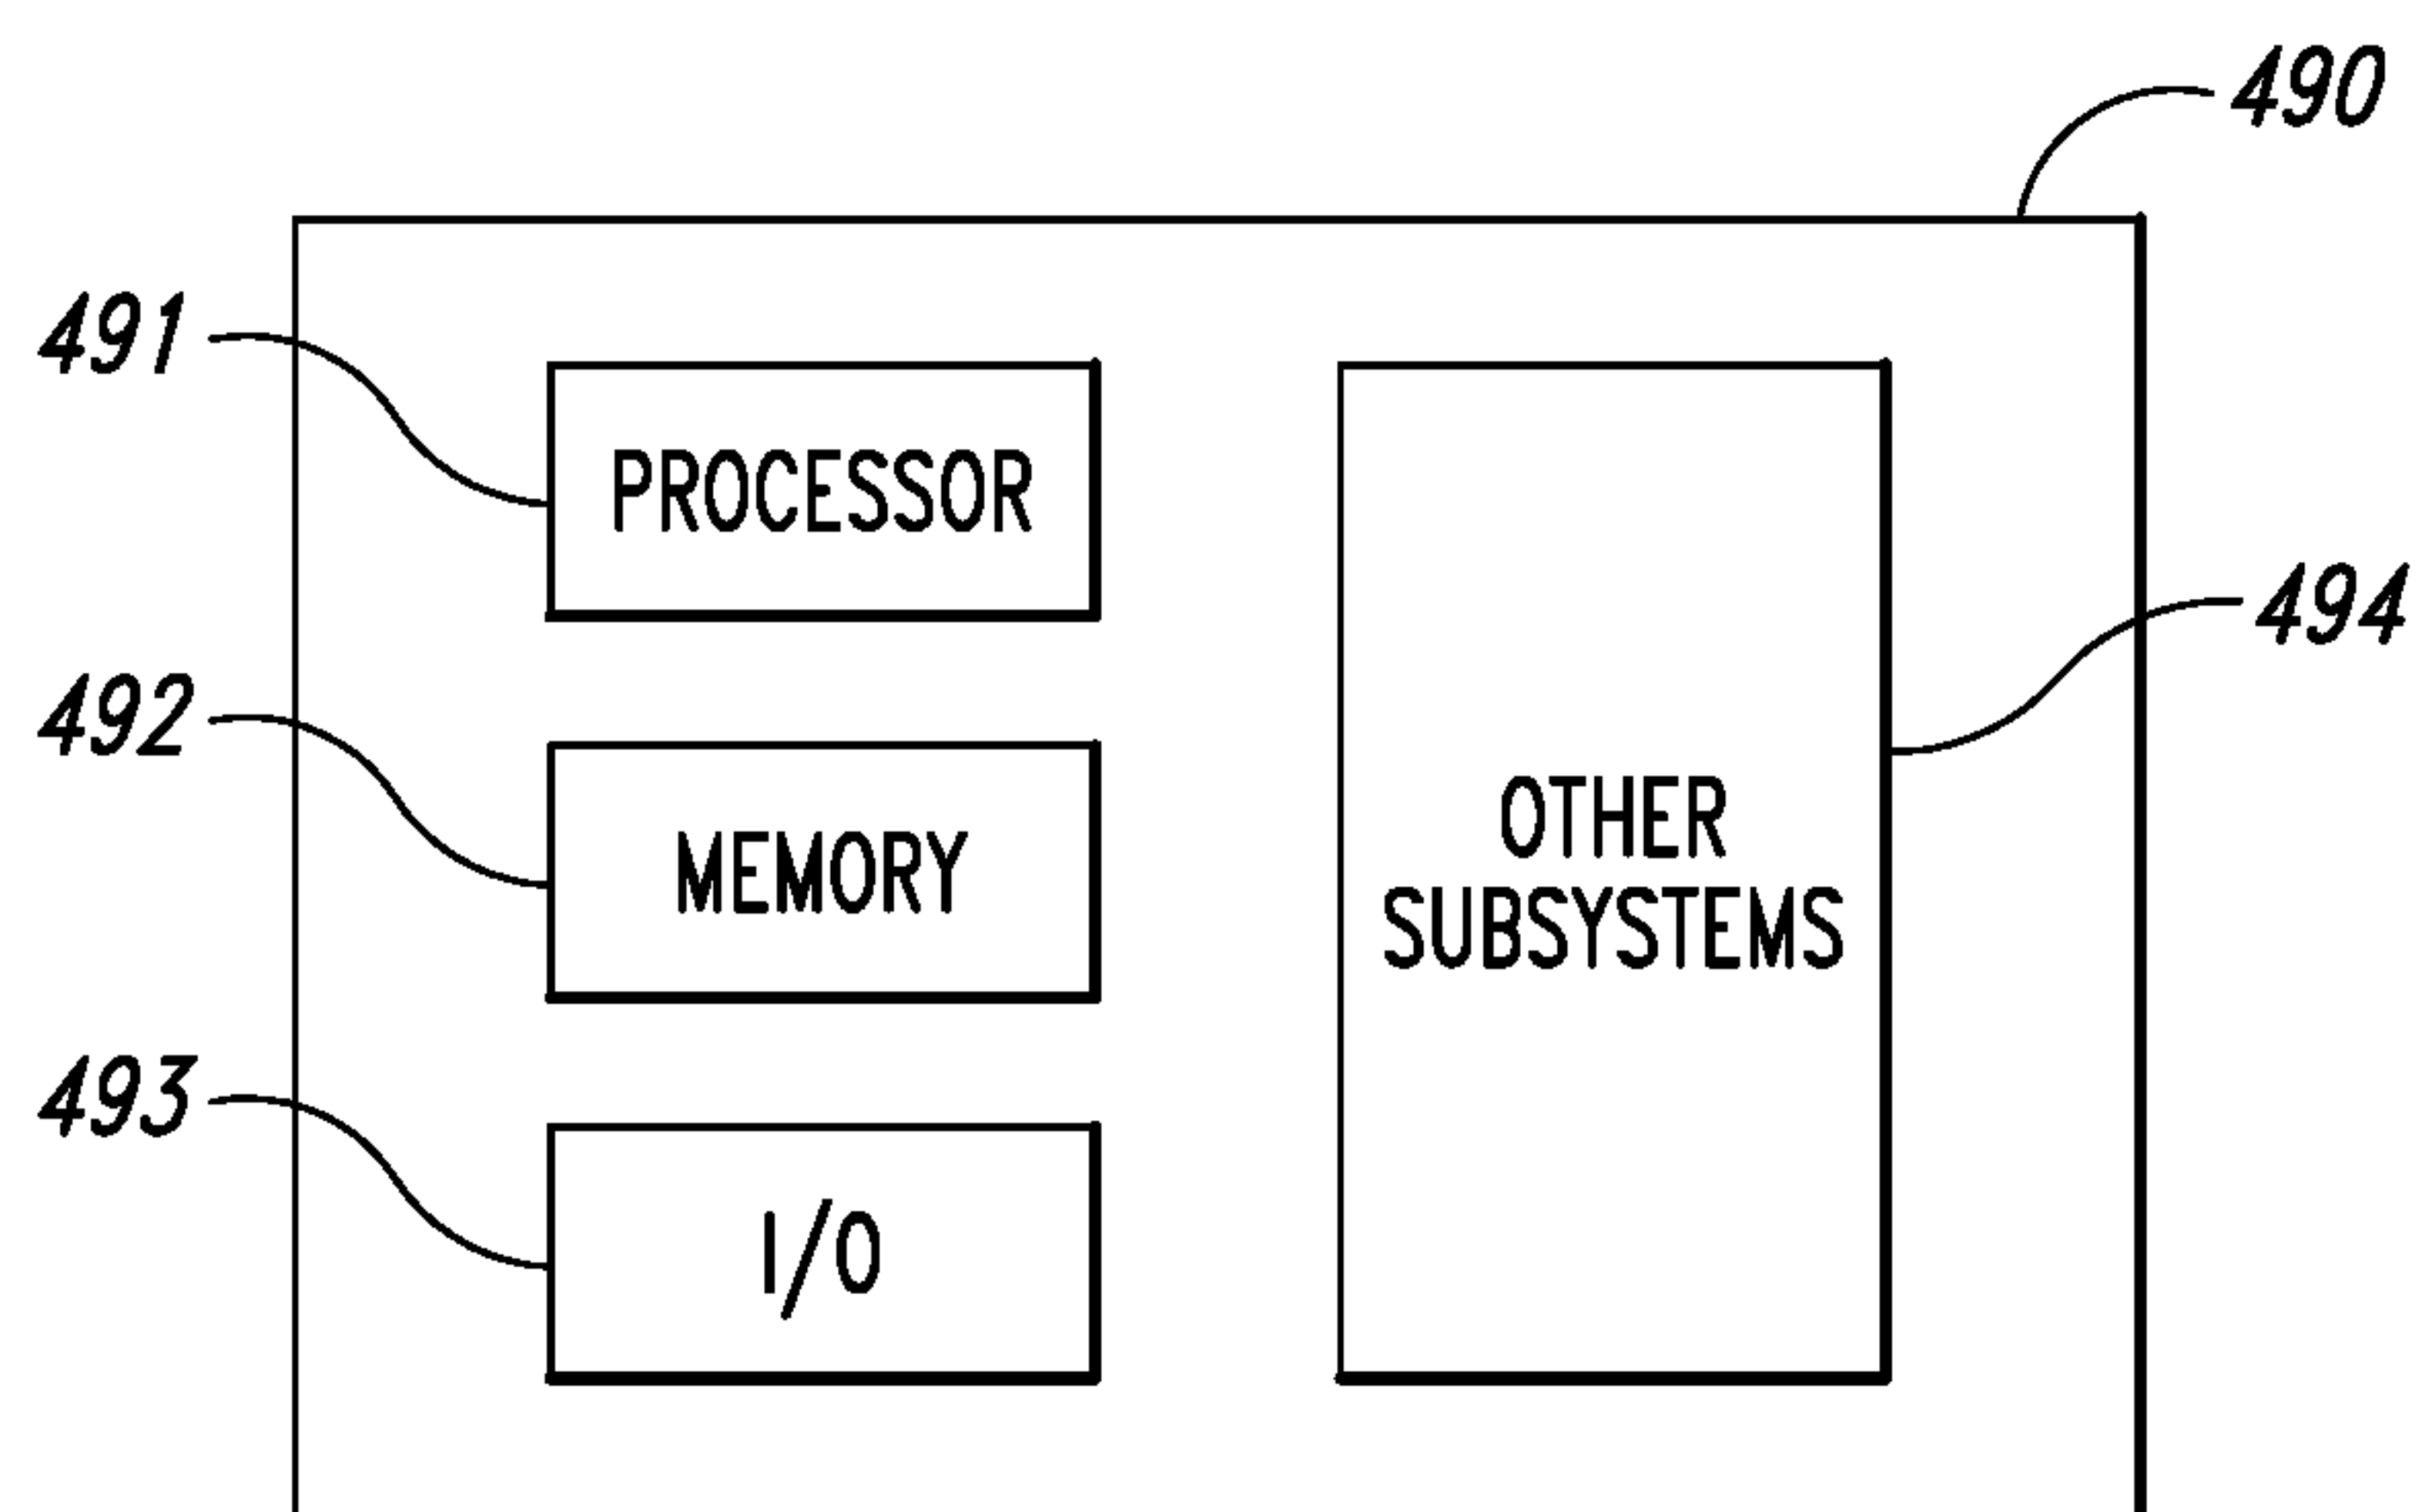 490
491
PROCESSOR
494
492
OTHER
MEMORY
SUBSYSTEMS
493
I/O